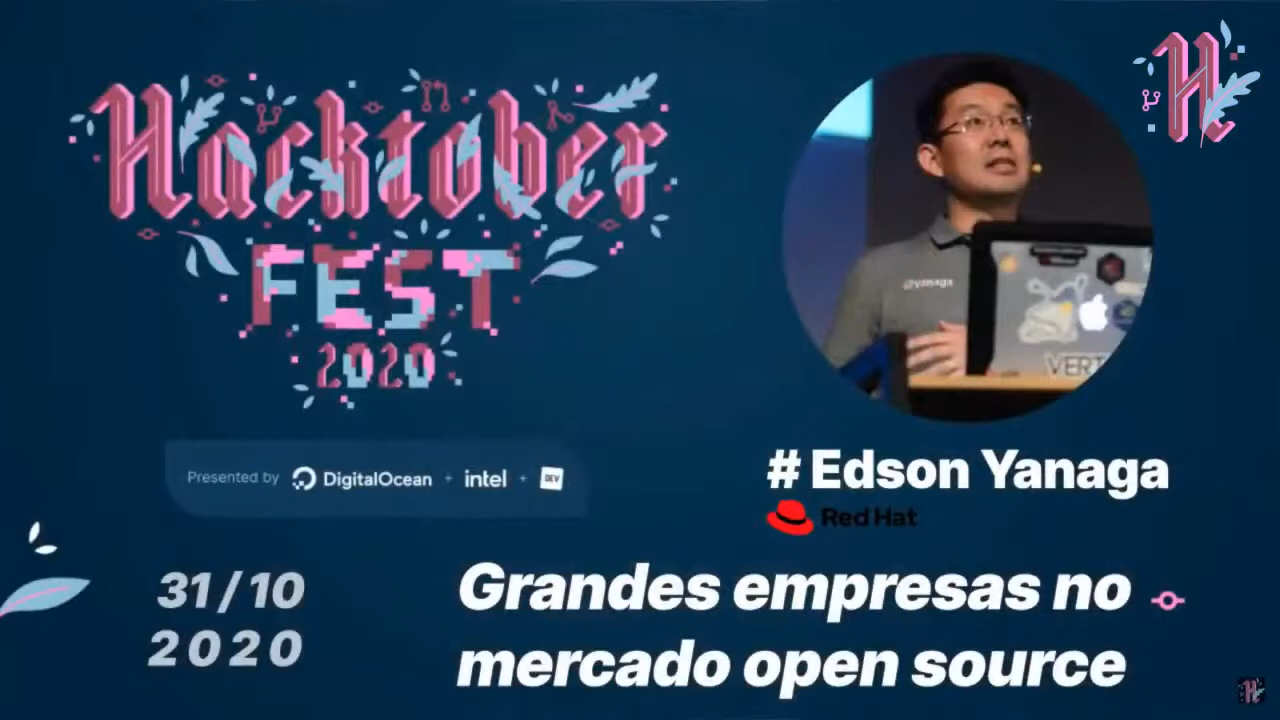 Hacktober
FEST
2020
Presented by DigitalOcean + intel + DEV
31/10
2020
@yanaga
VERT
# Edson Yanaga
Red Hat
Grandes empresas no
mercado open source
H